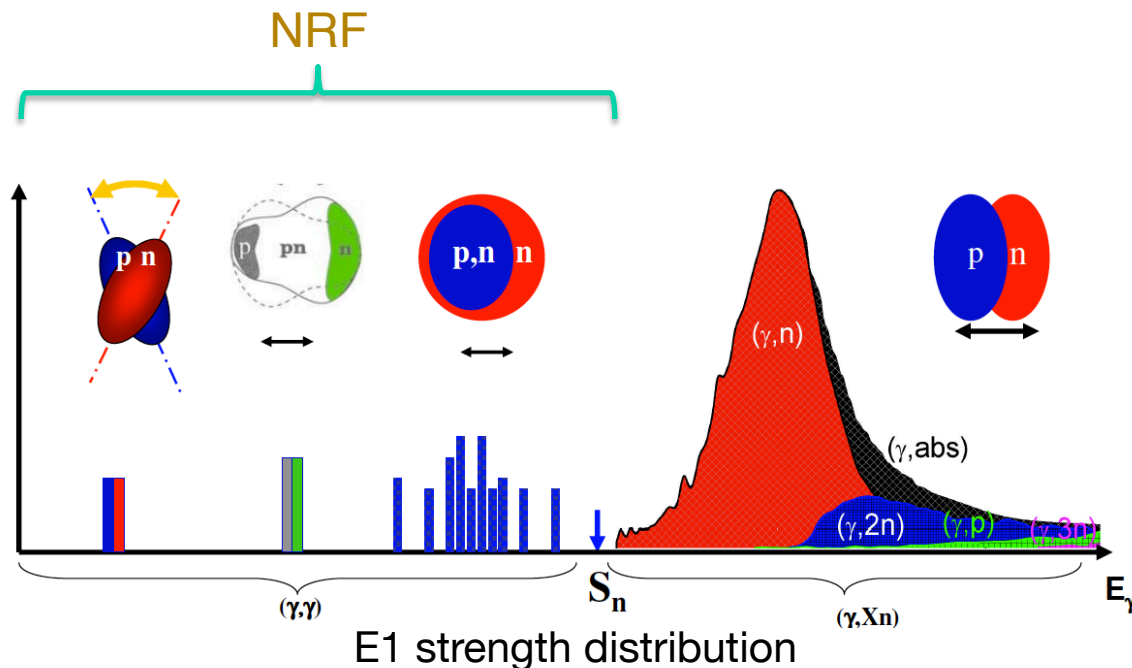 NRF
p n
p
pn
n
p,n
n
p
n
(γ,n)
(γ,abs)
(γ,2n)
(γ,p)
(γ,3n)
(γ,γ)
Sn
(γ,Xn)
Eγ
E1 strength distribution